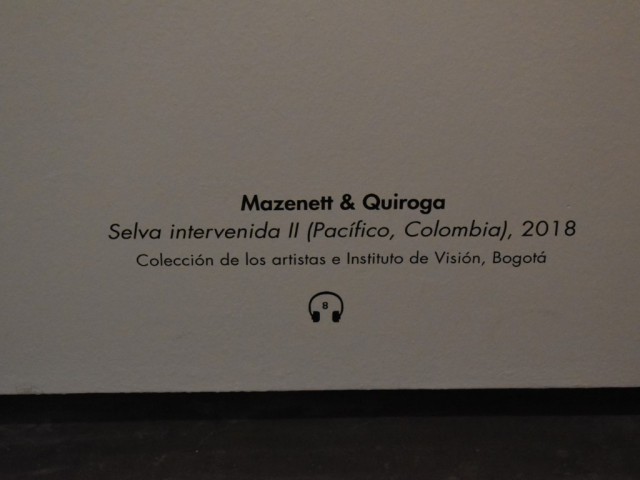 Mazenett & Quiroga
Selva intervenida II (Pacífico, Colombia), 2018
Colección de los artistas e Instituto de Visión, Bogotá
8